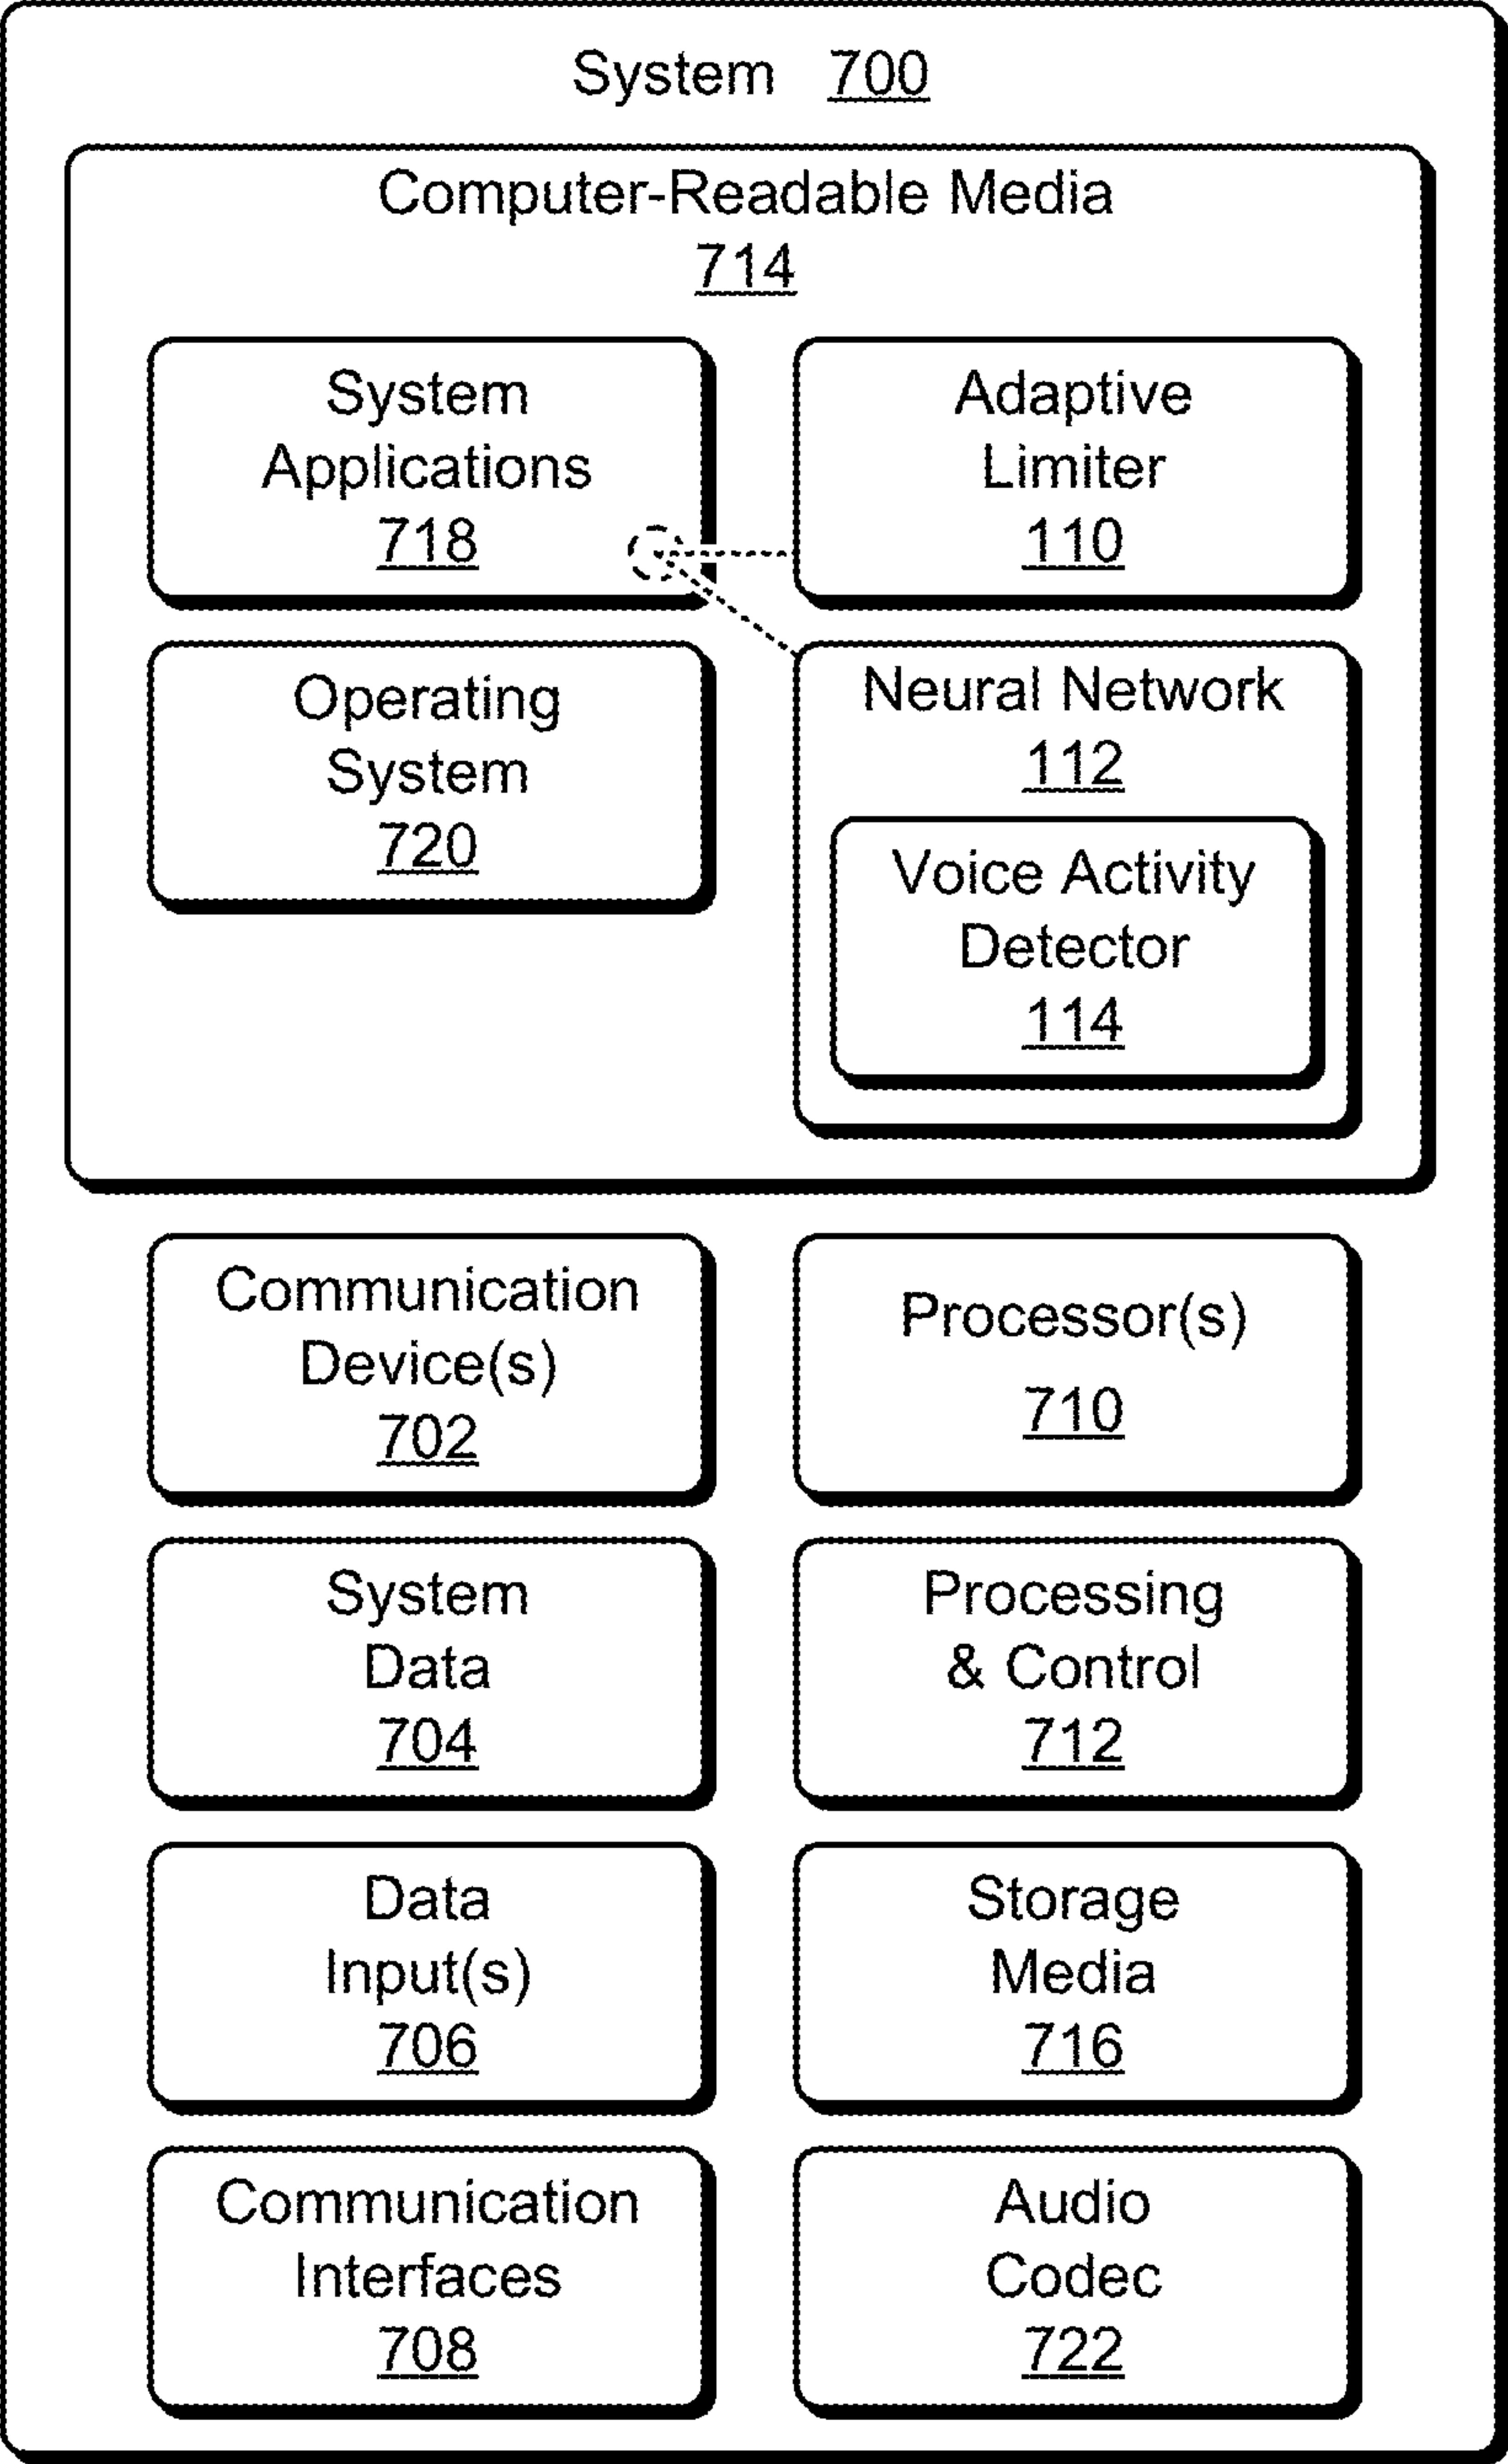 System 700
Computer-Readable Media
714
System
Applications
718
Adaptive
Limiter
110
Operating
System
720
Neural Network
112
Voice Activity
Detector
114
Communication
Device(s)
702
Processor(s)
710
System
Data
704
Processing
& Control
712
Data
Input(s)
706
Storage
Media
716
Communication
Interfaces
708
Audio
Codec
722